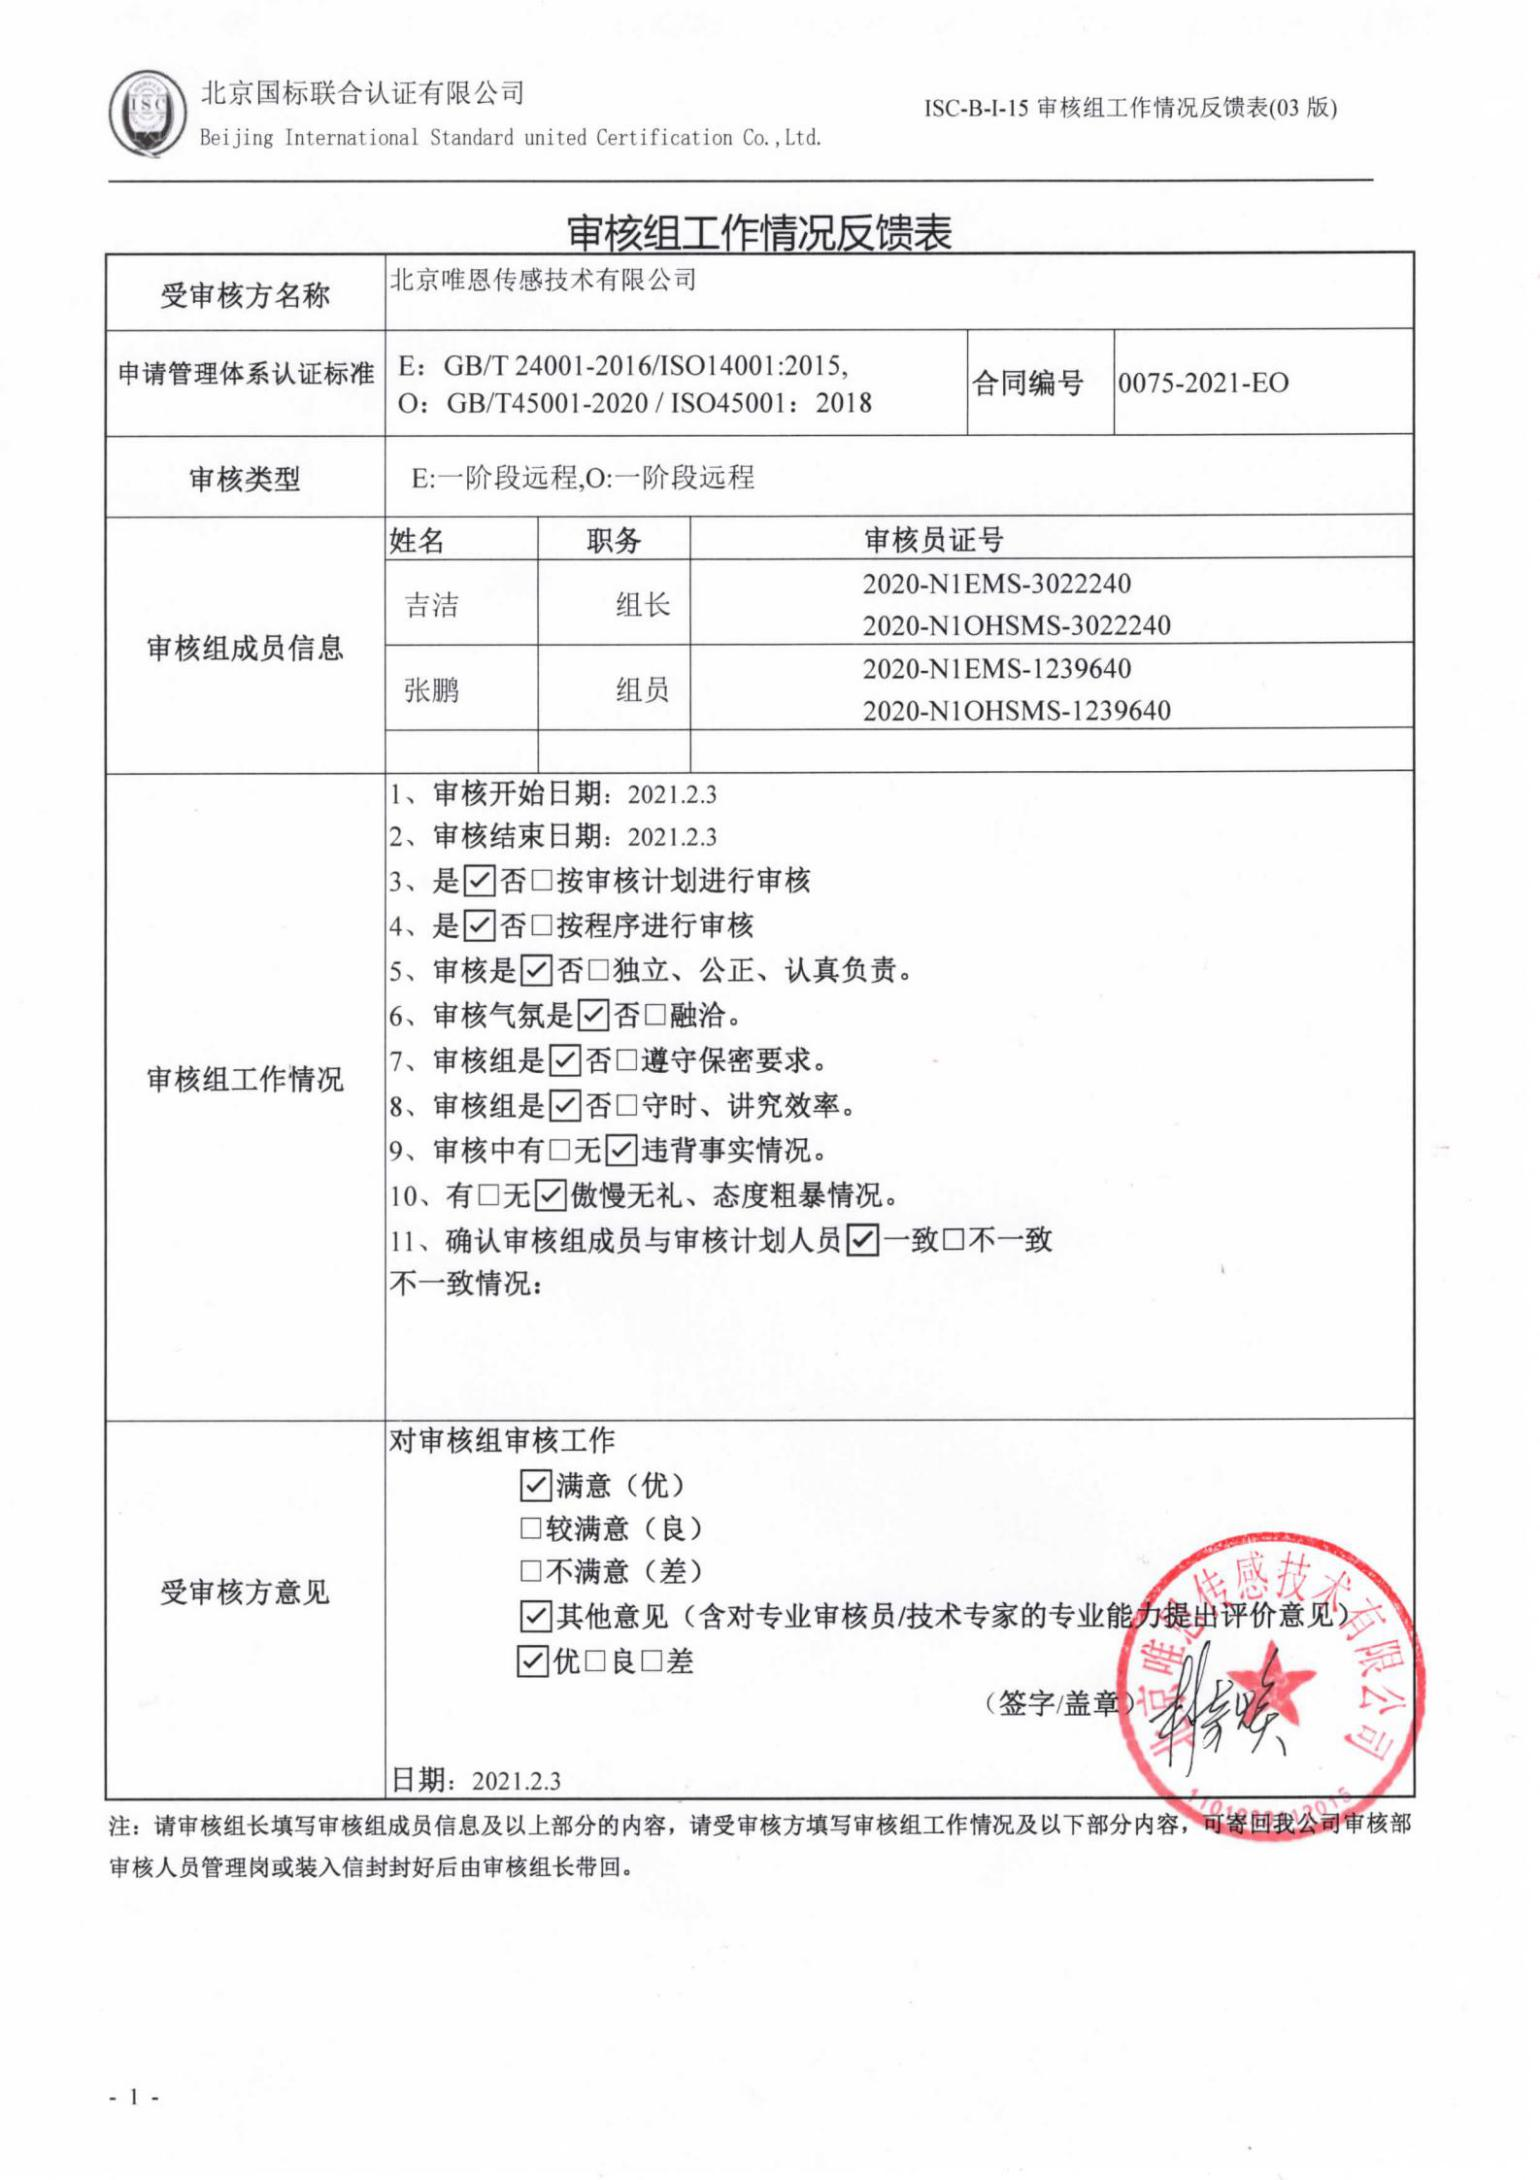 ISC
北京国标联合认证有限公司
Beijing International Standard united Certification Co.,Ltd.
ISC-B-I-15 审核组工作情况反馈表(03 版)
审核组工作情况反馈表
受审核方名称 北京唯恩传感技术有限公司
申请管理体系认证标准 E：GB/T 24001-2016/ISO14001:2015,
O：GB/T45001-2020 / ISO45001：2018
合同编号 0075-2021-EO
审核类型 E:一阶段远程,O:一阶段远程
审核组成员信息
姓名 职务 审核员证号
吉洁 组长 2020-N1EMS-3022240
2020-N1OHSMS-3022240
张鹏 组员 2020-N1EMS-1239640
2020-N1OHSMS-1239640
审核组工作情况
1、审核开始日期：2021.2.3
2、审核结束日期：2021.2.3
3、是☑否□按审核计划进行审核
4、是☑否□按程序进行审核
5、审核是☑否□独立、公正、认真负责。
6、审核气氛是☑否□融洽。
7、审核组是☑否□遵守保密要求。
8、审核组是☑否□守时、讲究效率。
9、审核中有□无☑违背事实情况。
10、有□无☑傲慢无礼、态度粗暴情况。
11、确认审核组成员与审核计划人员☑一致□不一致
不一致情况：
受审核方意见
对审核组审核工作
☑满意（优）
□较满意（良）
□不满意（差）
☑其他意见（含对专业审核员/技术专家的专业能力提出评价意见）
☑优□良□差
（签字/盖章）
北京唯恩传感技术有限公司
日期：2021.2.3
注：请审核组长填写审核组成员信息及以上部分的内容，请受审核方填写审核组工作情况及以下部分内容，可寄回我公司审核部
审核人员管理岗或装入信封封好后由审核组长带回。
- 1 -